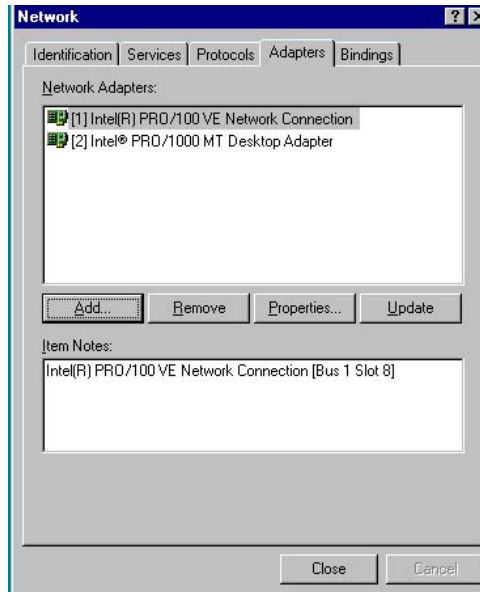 Network
Identification Services Protocols Adapters Bindings
Network Adapters:
[1] Intel(R) PRO/100 VE Network Connection
[2] Intel® PRO/1000 MT Desktop Adapter
Add... Remove Properties... Update
Item Notes:
Intel(R) PRO/100 VE Network Connection [Bus 1 Slot 8]
Close Cancel